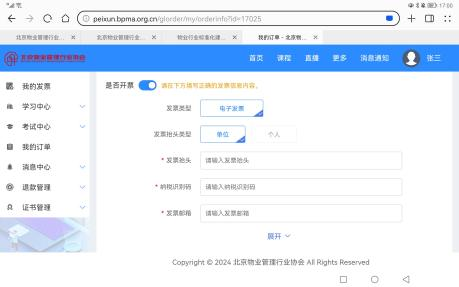 17:00
peixun.bpma.org.cn/glorder/my/orderinfo?id=17025
北京物业管理行业... 北京物业管理行业... 物业行业标准化建... 我的订单 - 北京物...
北京物业管理行业协会 首页 课程 直播 更多 消息通知 张三
我的发票
学习中心
考试中心
我的订单
消息中心
退款管理
证书管理
是否开票 请在下方填写正确的发票信息内容。
发票类型 电子发票
发票抬头类型 单位 个人
* 发票抬头 请输入发票抬头
* 纳税识别码 请输入纳税识别码
* 发票邮箱 请输入发票邮箱
展开
Copyright © 2024 北京物业管理行业协会 All Rights Reserved